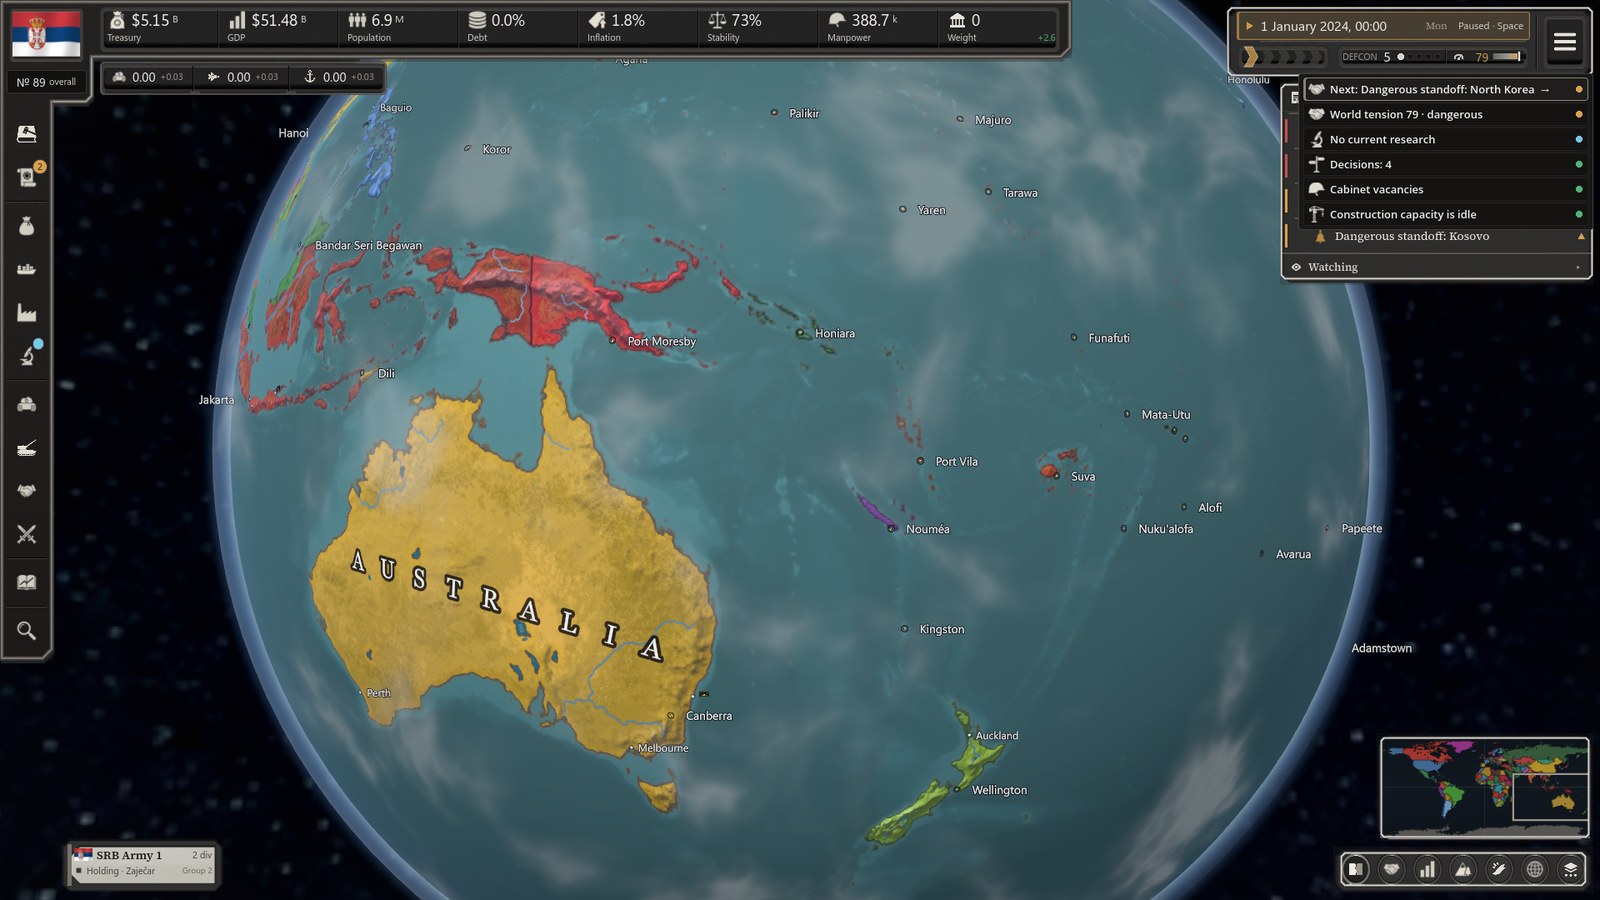 $5.15 B
Treasury
$51.48 B
GDP
6.9 M
Population
0.0%
Debt
1.8%
Inflation
73%
Stability
388.7 k
Manpower
0
Weight
+2.6
1 January 2024, 00:00
Mon
Paused · Space
DEFCON 5
79
№ 89 overall
0.00 +0.03
0.00 +0.03
0.00 +0.03
2
Next: Dangerous standoff: North Korea →
World tension 79 · dangerous
No current research
Decisions: 4
Cabinet vacancies
Construction capacity is idle
Dangerous standoff: Kosovo
Watching
Agana
Honolulu
Baguio
Hanoi
Palikir
Majuro
Koror
Tarawa
Yaren
Bandar Seri Begawan
Port Moresby
Honiara
Funafuti
Dili
Jakarta
Mata-Utu
Port Vila
Suva
Alofi
Nouméa
Nuku'alofa
Papeete
Avarua
AUSTRALIA
Kingston
Adamstown
Perth
Canberra
Melbourne
Auckland
Wellington
SRB Army 1
2 div
Holding · Zaječar
Group 2